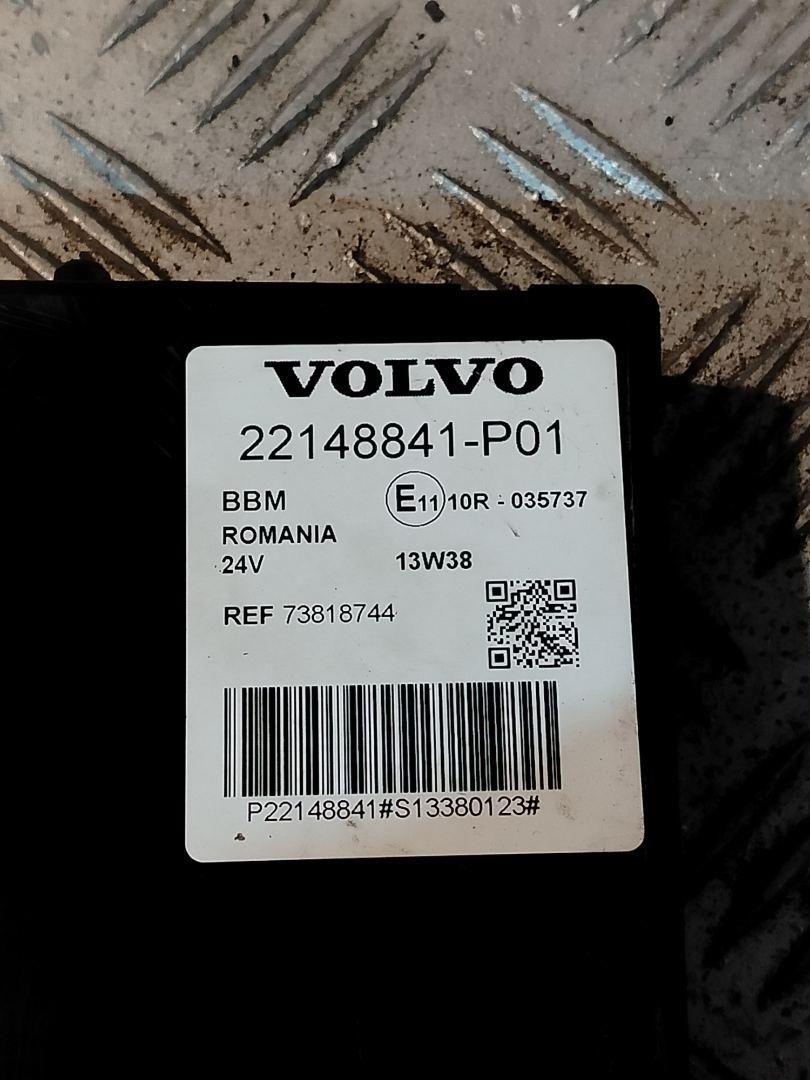 VOLVO
22148841-P01
BBM E11 10R - 035737
ROMANIA
24V 13W38
REF 73818744
P22148841#S13380123#